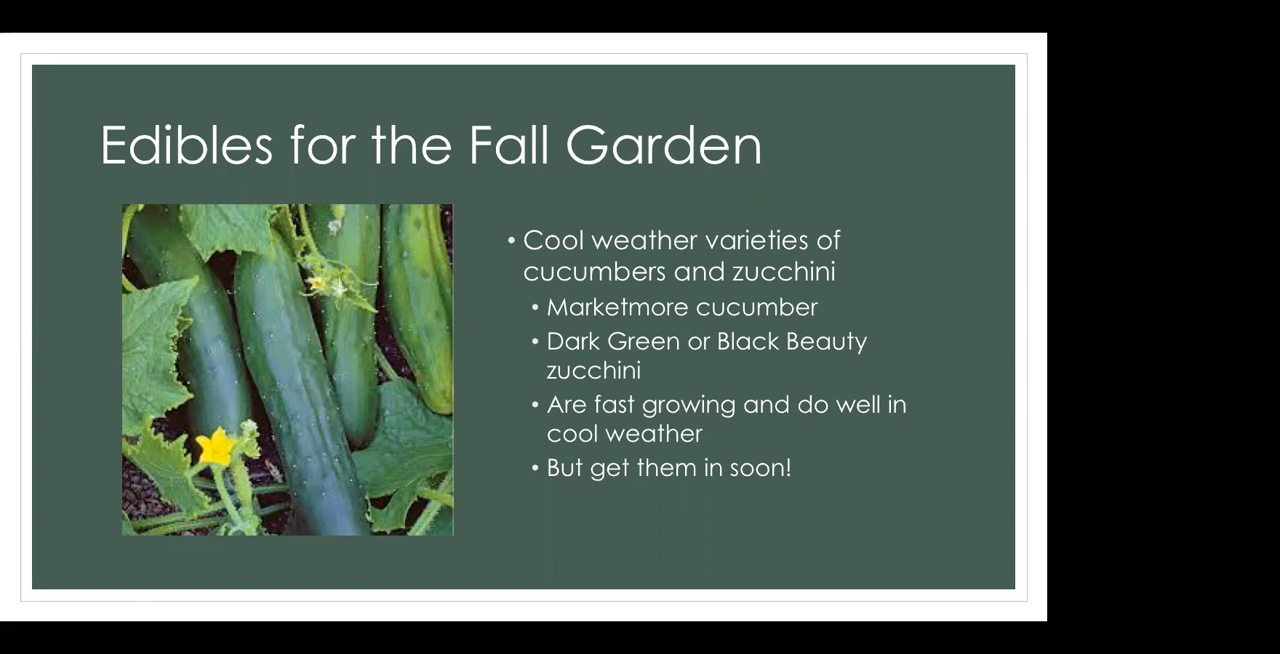 Edibles for the Fall Garden
• Cool weather varieties of
cucumbers and zucchini
• Marketmore cucumber
• Dark Green or Black Beauty
zucchini
• Are fast growing and do well in
cool weather
• But get them in soon!